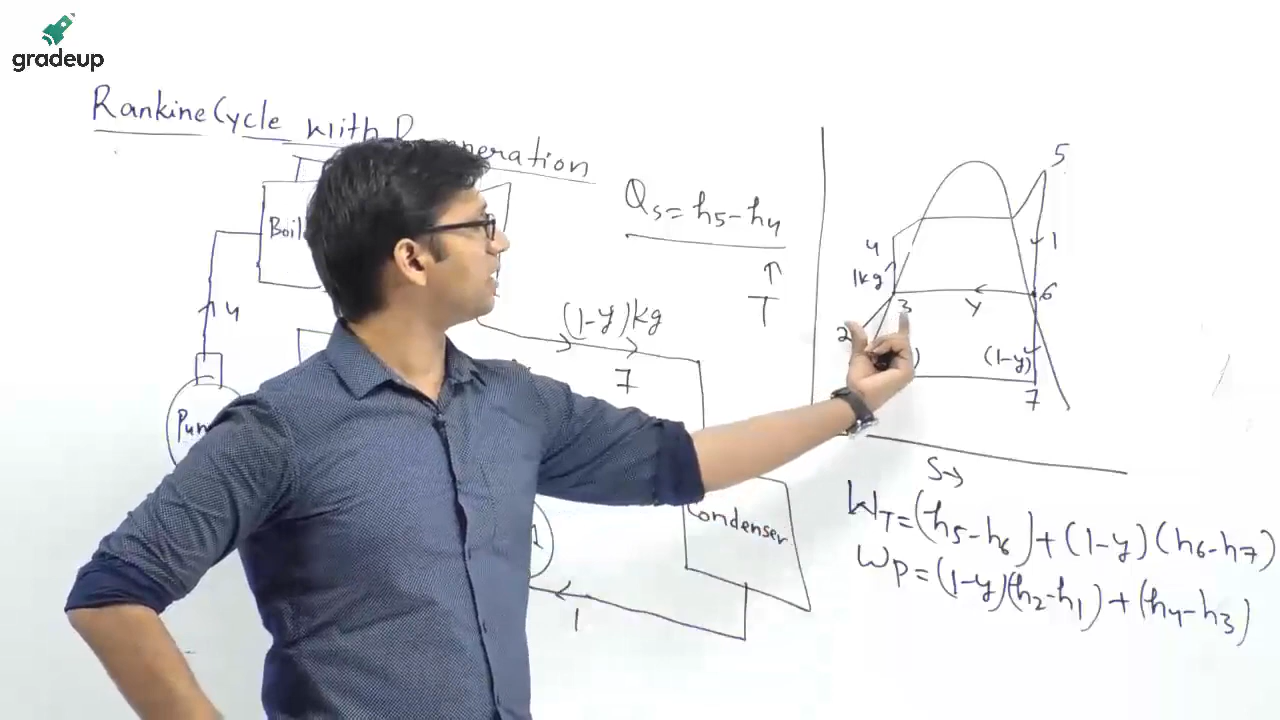 gradeup
Rankine Cycle with
Qs = h5 - h4
T
↑
Boil
4
Pum
(1-y)kg
7
Condenser
1
5
1
4
1kg
6
y
3
2
(1-y)
7
S→
WT = (h5 - h6) + (1-y)(h6 - h7)
WP = (1-y)(h2 - h1) + (h4 - h3)